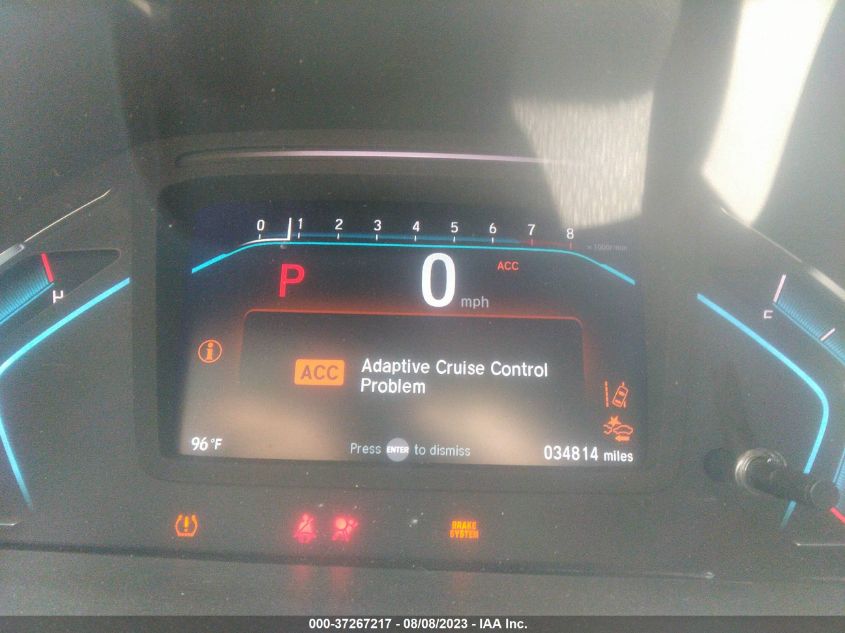 0 1 2 3 4 5 6 7 8
x 1000r/min
P 0 mph ACC
H
F
ACC Adaptive Cruise Control
Problem
96°F
Press ENTER to dismiss
034814 miles
BRAKE
SYSTEM
000-37267217 - 08/08/2023 - IAA Inc.